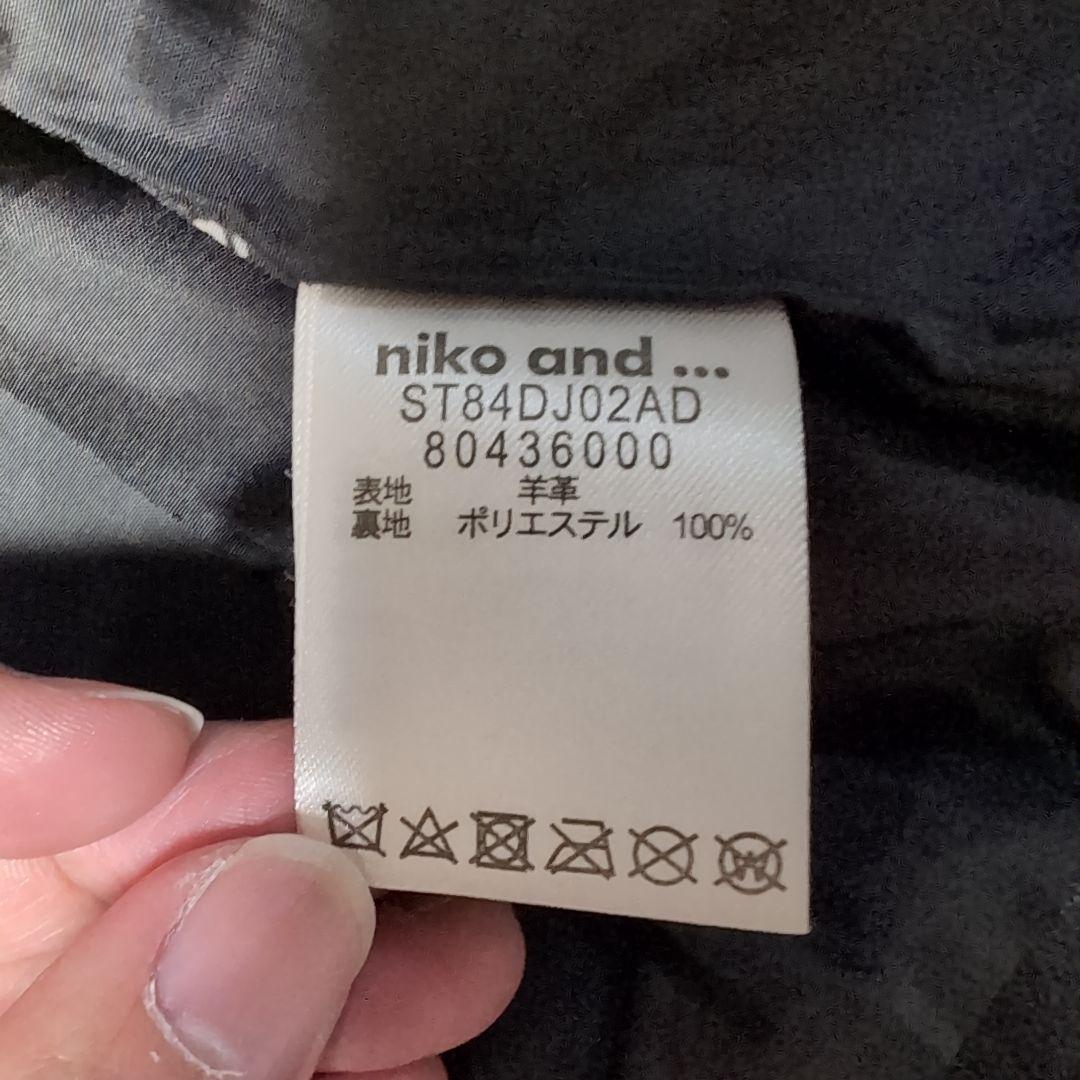 niko and ...
ST84DJ02AD
80436000
表地 羊革
裏地 ポリエステル 100%